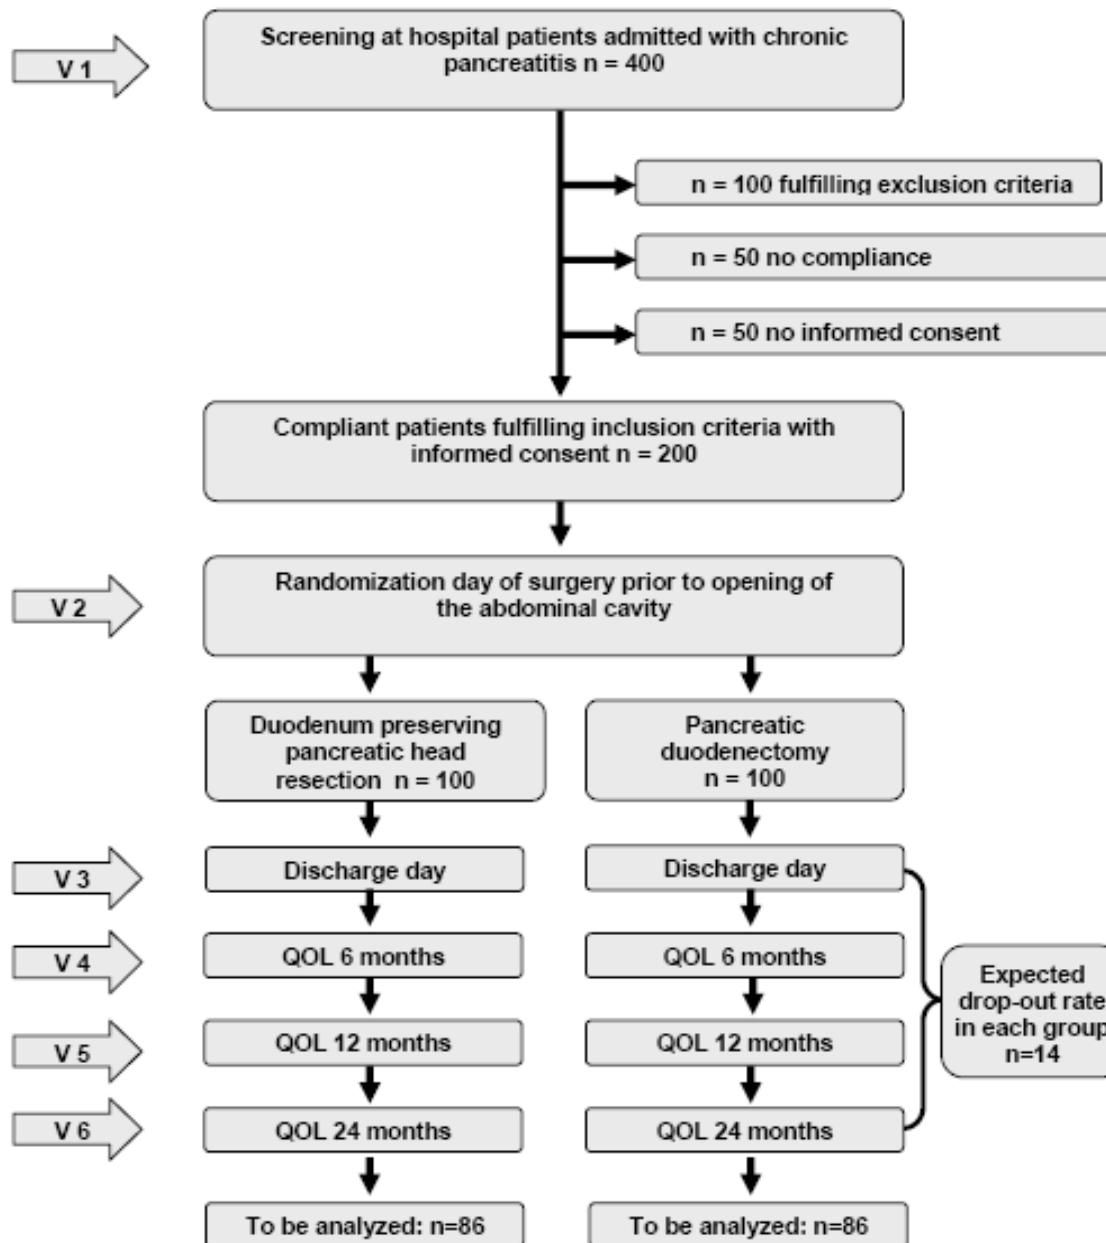 V 1
Screening at hospital patients admitted with chronic
pancreatitis n = 400
n = 100 fulfilling exclusion criteria
n = 50 no compliance
n = 50 no informed consent
Compliant patients fulfilling inclusion criteria with
informed consent n = 200
V 2
Randomization day of surgery prior to opening of
the abdominal cavity
Duodenum preserving
pancreatic head
resection n = 100
Pancreatic
duodenectomy
n = 100
V 3
Discharge day
Discharge day
V 4
QOL 6 months
QOL 6 months
Expected
drop-out rate
in each group
n=14
V 5
QOL 12 months
QOL 12 months
V 6
QOL 24 months
QOL 24 months
To be analyzed: n=86
To be analyzed: n=86